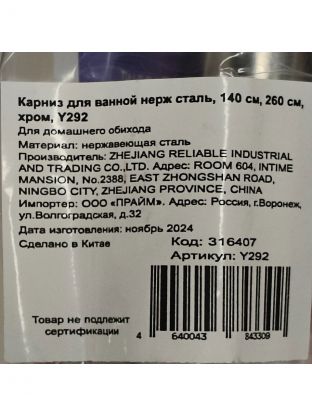 Карниз для ванной нерж сталь, 140 см, 260 см,
хром, Y292
Для домашнего обихода
Материал: нержавеющая сталь
Производитель: ZHEJIANG RELIABLE INDUSTRIAL
AND TRADING CO.,LTD. Адрес: ROOM 604, INTIME
MANSION, No.2388, EAST ZHONGSHAN ROAD,
NINGBO CITY, ZHEJIANG PROVINCE, CHINA
Импортер: ООО «ПРАЙМ». Адрес: Россия, г.Воронеж,
ул.Волгоградская, д.32
Дата изготовления: ноябрь 2024
Сделано в Китае
Код: 316407
Артикул: Y292
Товар не подлежит
сертификации
4 640043 843309